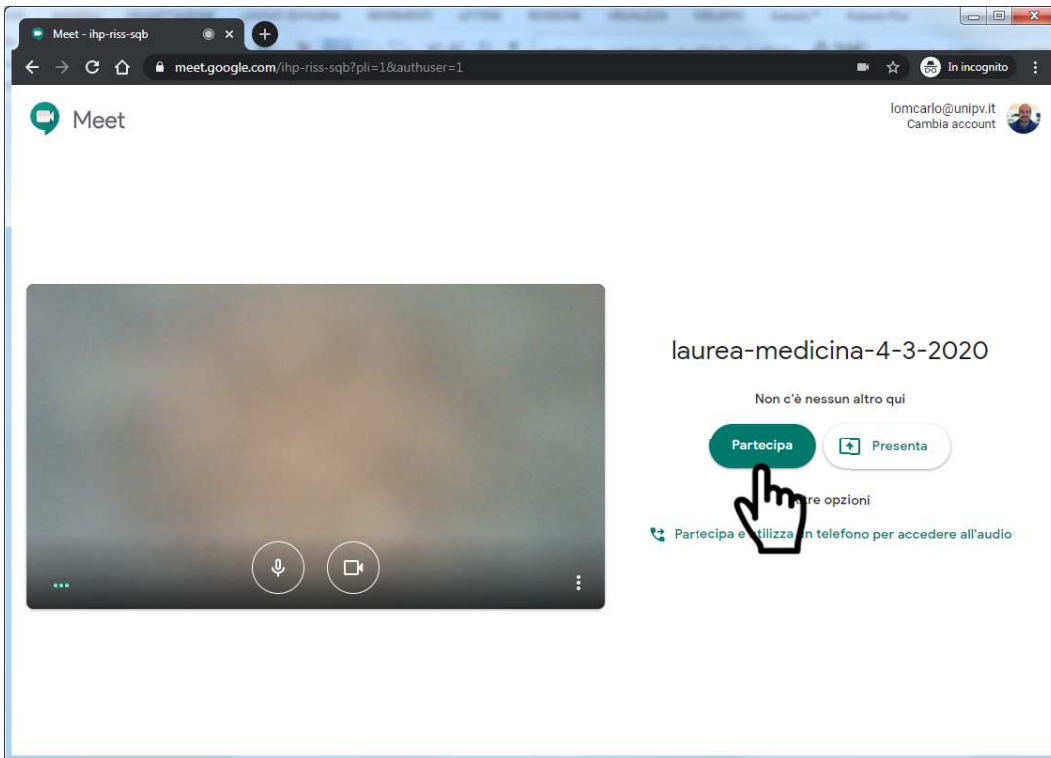 Meet - ihp-riss-sqb
meet.google.com/ihp-riss-sqb?pli=1&authuser=1
In incognito
Meet
lomcarlo@unipv.it
Cambia account
laurea-medicina-4-3-2020
Non c'è nessun altro qui
Partecipa
Presenta
opzioni
Partecipa e utilizza un telefono per accedere all'audio